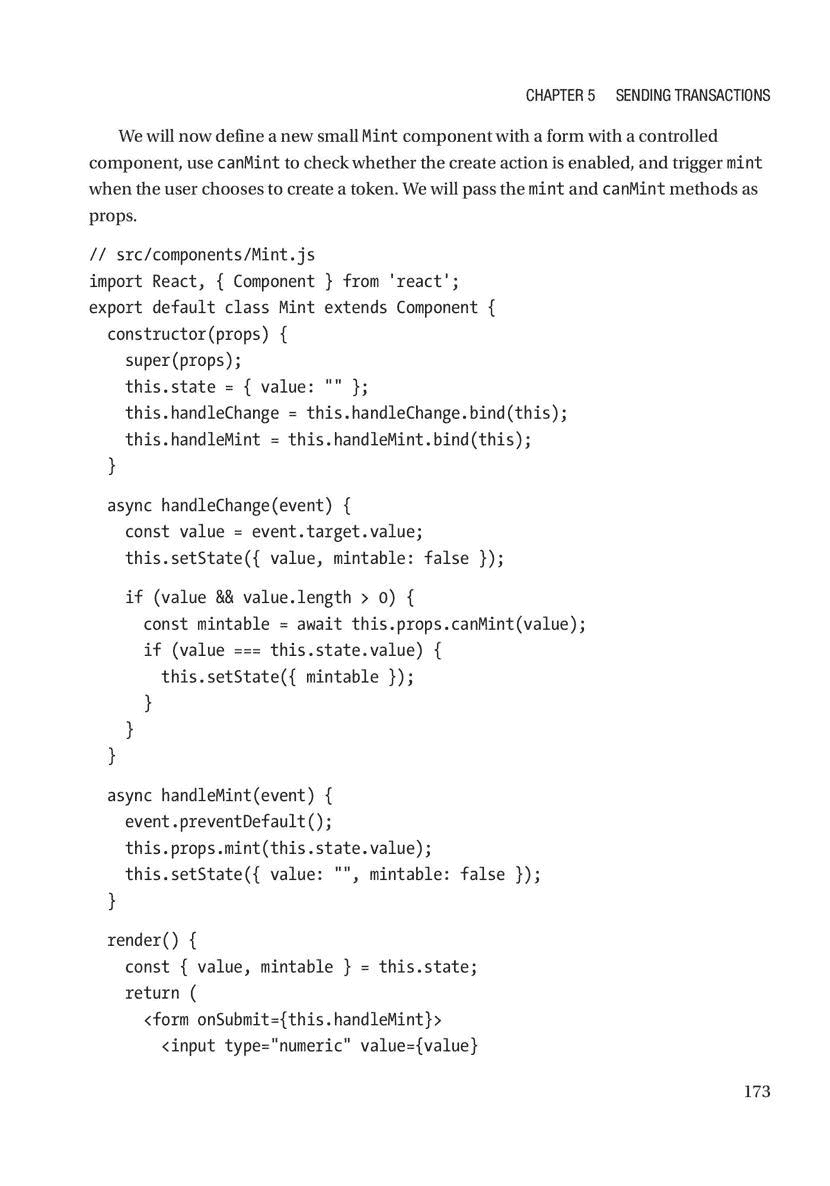 CHAPTER 5 SENDING TRANSACTIONS
We will now define a new small Mint component with a form with a controlled
component, use canMint to check whether the create action is enabled, and trigger mint
when the user chooses to create a token. We will pass the mint and canMint methods as
props.
// src/components/Mint.js
import React, { Component } from 'react';
export default class Mint extends Component {
  constructor(props) {
    super(props);
    this.state = { value: "" };
    this.handleChange = this.handleChange.bind(this);
    this.handleMint = this.handleMint.bind(this);
  }
  async handleChange(event) {
    const value = event.target.value;
    this.setState({ value, mintable: false });
    if (value && value.length > 0) {
      const mintable = await this.props.canMint(value);
      if (value === this.state.value) {
        this.setState({ mintable });
      }
    }
  }
  async handleMint(event) {
    event.preventDefault();
    this.props.mint(this.state.value);
    this.setState({ value: "", mintable: false });
  }
  render() {
    const { value, mintable } = this.state;
    return (
      <form onSubmit={this.handleMint}>
        <input type="numeric" value={value}
173